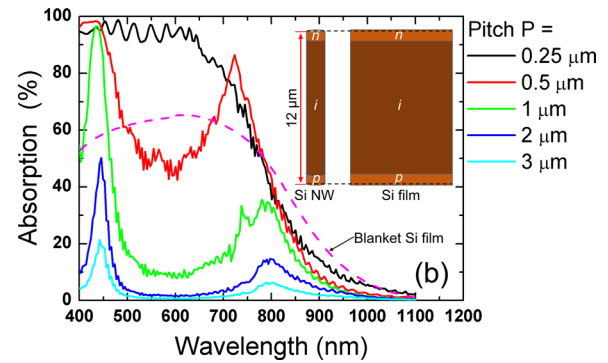 100
80
60
40
20
0
Absorption (%)
400 500 600 700 800 900 1000 1100 1200
Wavelength (nm)
12 μm
n
i
p
Si NW
n
i
p
Si film
Blanket Si film
(b)
Pitch P =
0.25 μm
0.5 μm
1 μm
2 μm
3 μm